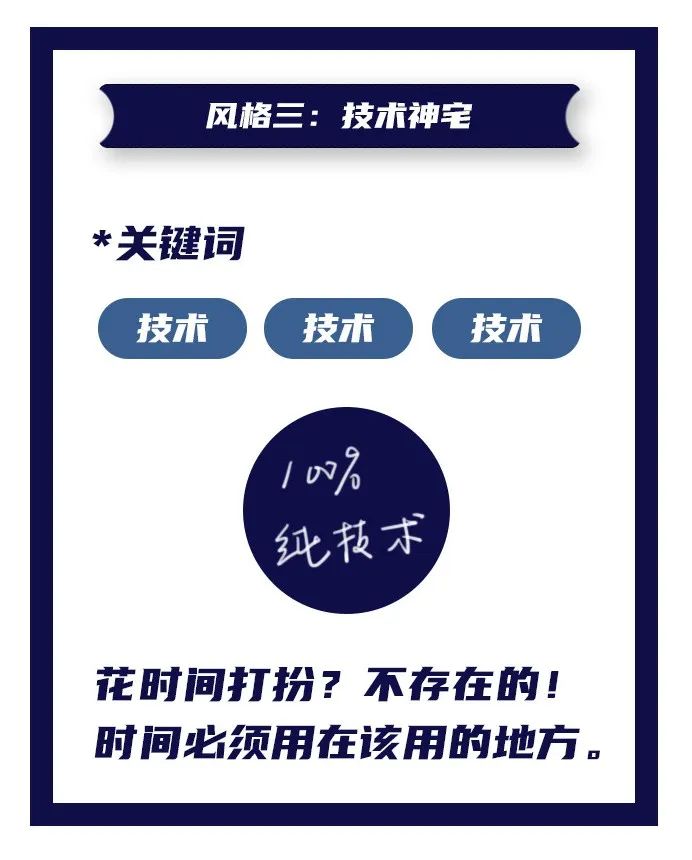 风格三：技术神宅
*关键词
技术 技术 技术
100%
纯技术
花时间打扮？不存在的！
时间必须用在该用的地方。